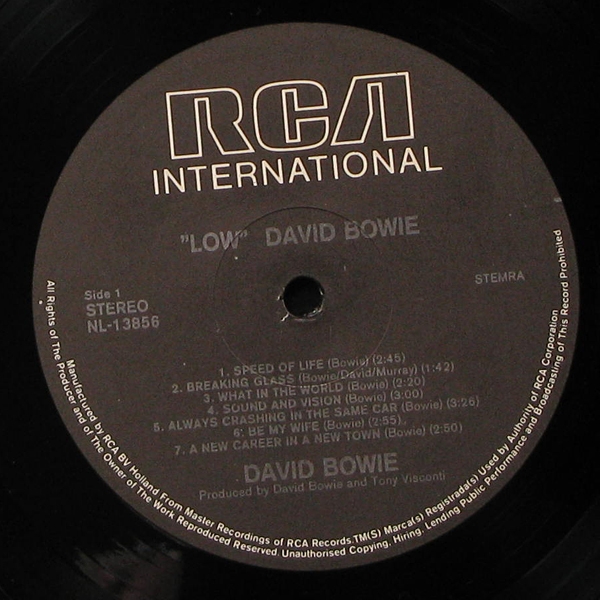 RCA
INTERNATIONAL
"LOW" DAVID BOWIE
Side 1
STEREO
NL-13856
STEMRA
1. SPEED OF LIFE (Bowie) (2:45)
2. BREAKING GLASS (Bowie/David/Murray) (1:42)
3. WHAT IN THE WORLD (Bowie) (2:20)
4. SOUND AND VISION (Bowie) (3:00)
5. ALWAYS CRASHING IN THE SAME CAR (Bowie) (3:26)
6. BE MY WIFE (Bowie) (2:55)
7. A NEW CAREER IN A NEW TOWN (Bowie) (2:50)
DAVID BOWIE
Produced by David Bowie and Tony Visconti
Manufactured by RCA BV Holland From Master Recordings of RCA Records.TM(S) Marca(s) Registrada(s) Used by Authority of RCA Corporation
All Rights of The Producer and of The Owner of The Work Reproduced Reserved. Unauthorised Copying, Hiring, Lending Public Performance and Broadcasting of This Record Prohibited